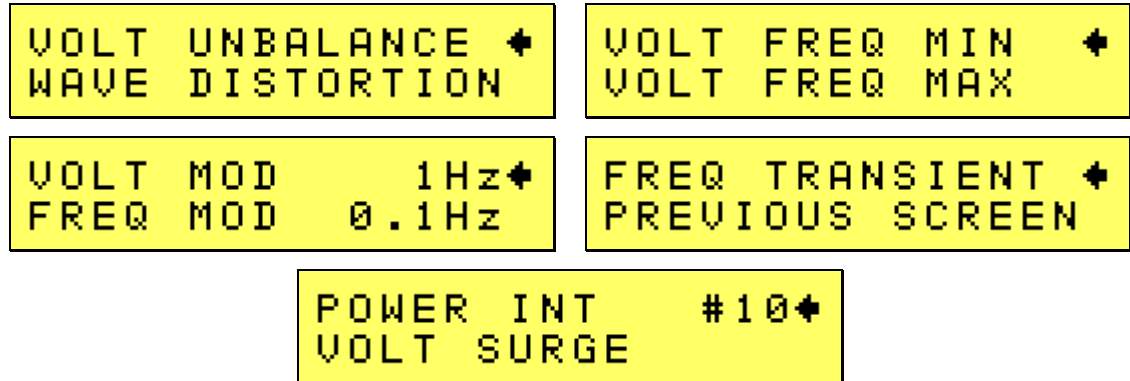 VOLT UNBALANCE
WAVE DISTORTION
VOLT FREQ MIN
VOLT FREQ MAX
VOLT MOD 1Hz
FREQ MOD 0.1Hz
FREQ TRANSIENT
PREVIOUS SCREEN
POWER INT #10
VOLT SURGE